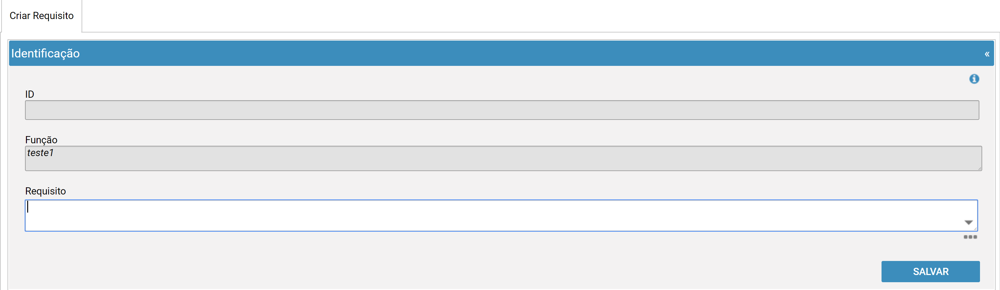 Criar Requisito
Identificação «
ID
Função
teste1
Requisito
SALVAR